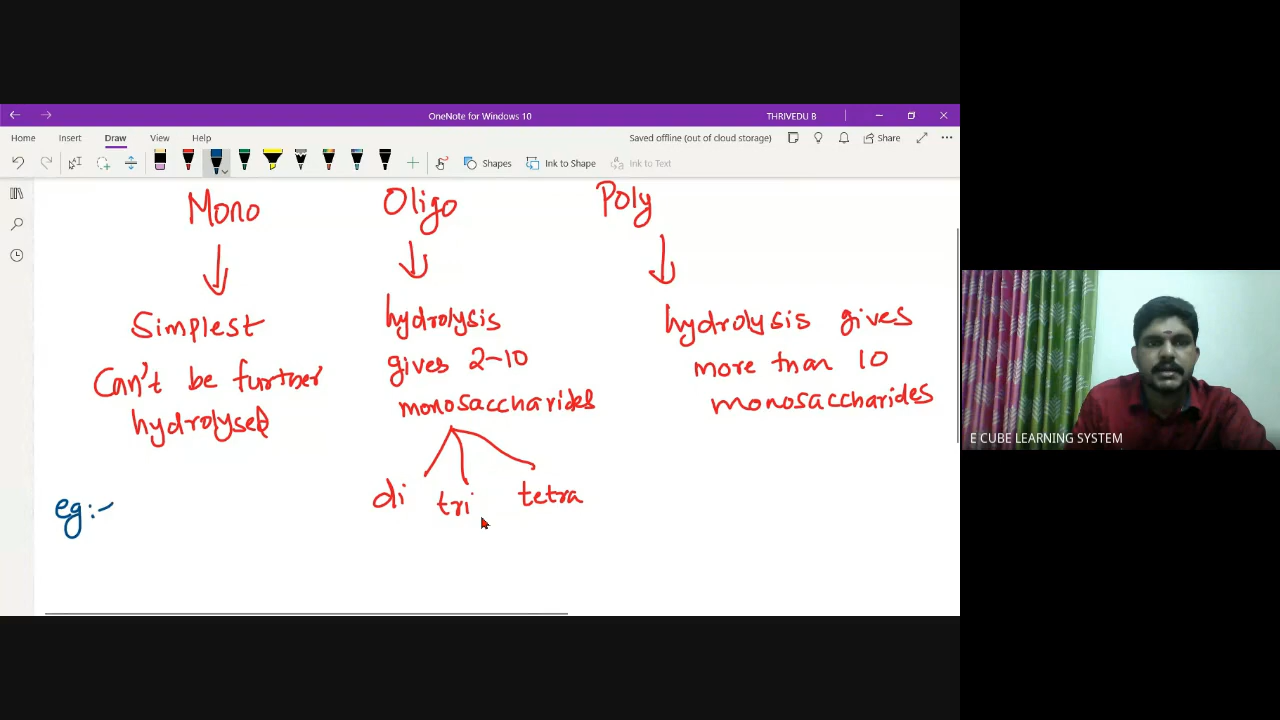 OneNote for Windows 10
THRIVEDU B
Home Insert Draw View Help
Saved offline (out of cloud storage)
Share
Shapes
Ink to Shape
Ink to Text
Mono Oligo Poly
Simplest
Can't be further
hydrolysed
hydrolysis
gives 2-10
monosaccharides
di tri tetra
hydrolysis gives
more than 10
monosaccharides
eg:-
E CUBE LEARNING SYSTEM